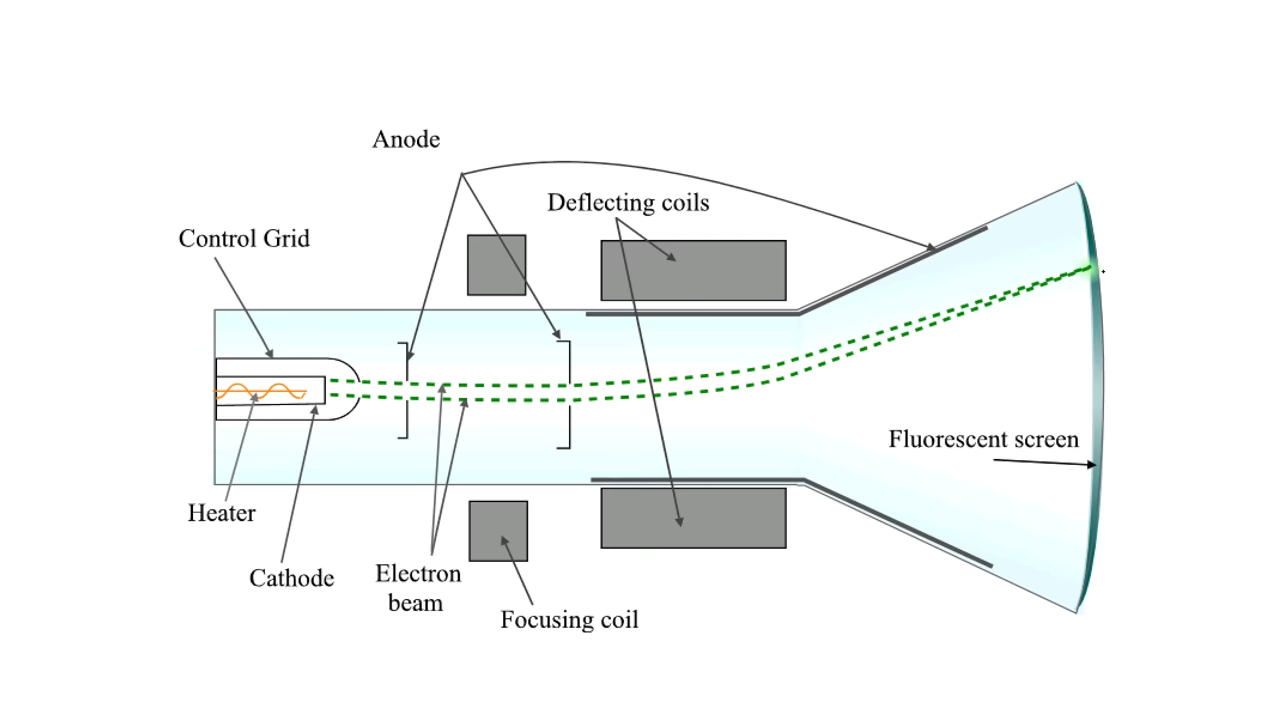 Anode
Deflecting coils
Control Grid
Fluorescent screen
Heater
Cathode
Electron
beam
Focusing coil